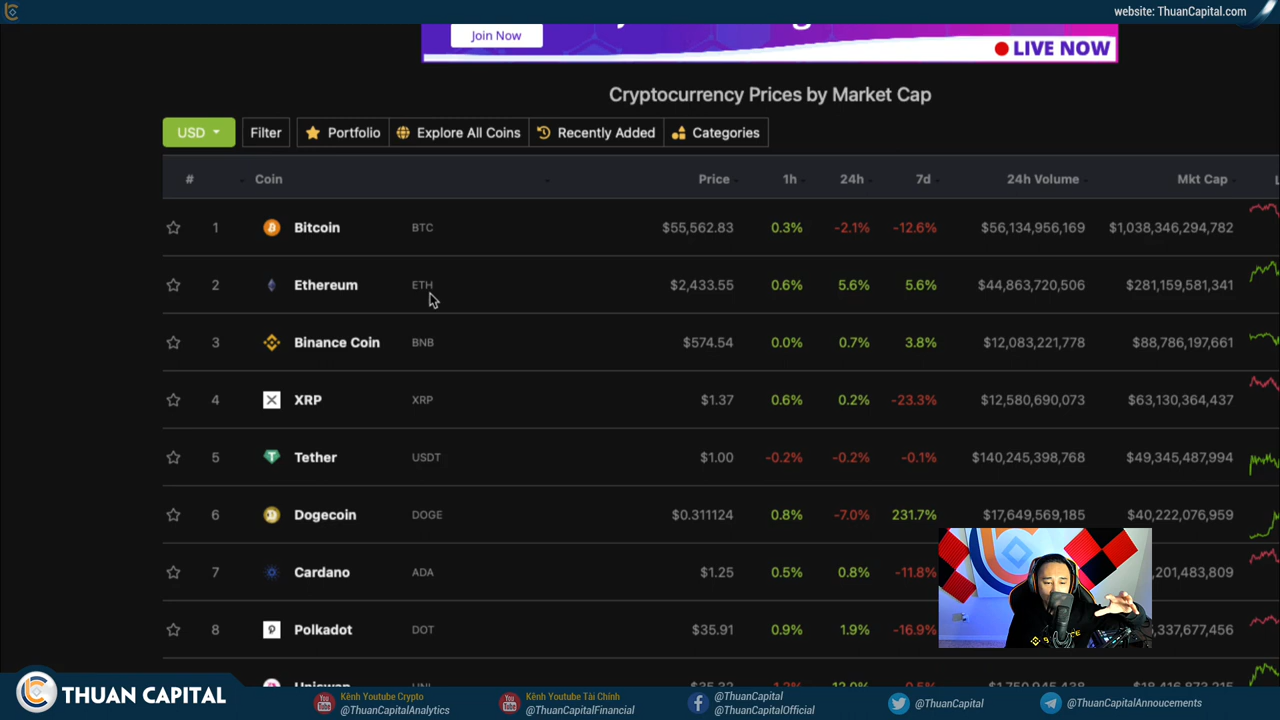 website: ThuanCapital.com
Join Now
LIVE NOW
Cryptocurrency Prices by Market Cap
USD Filter Portfolio Explore All Coins Recently Added Categories
# Coin Price 1h 24h 7d 24h Volume Mkt Cap
1 Bitcoin BTC $55,562.83 0.3% -2.1% -12.6% $56,134,956,169 $1,038,346,294,782
2 Ethereum ETH $2,433.55 0.6% 5.6% 5.6% $44,863,720,506 $281,159,581,341
3 Binance Coin BNB $574.54 0.0% 0.7% 3.8% $12,083,221,778 $88,786,197,661
4 XRP XRP $1.37 0.6% 0.2% -23.3% $12,580,690,073 $63,130,364,437
5 Tether USDT $1.00 -0.2% -0.2% -0.1% $140,245,398,768 $49,345,487,994
6 Dogecoin DOGE $0.311124 0.8% -7.0% 231.7% $17,649,569,185 $40,222,076,959
7 Cardano ADA $1.25 0.5% 0.8% -11.8% ,201,483,809
8 Polkadot DOT $35.91 0.9% 1.9% -16.9% ,337,677,456
THUAN CAPITAL
Kênh Youtube Crypto
@ThuanCapitalAnalytics
Kênh Youtube Tài Chính
@ThuanCapitalFinancial
@ThuanCapital
@ThuanCapitalOfficial
@ThuanCapital
@ThuanCapitalAnnoucements